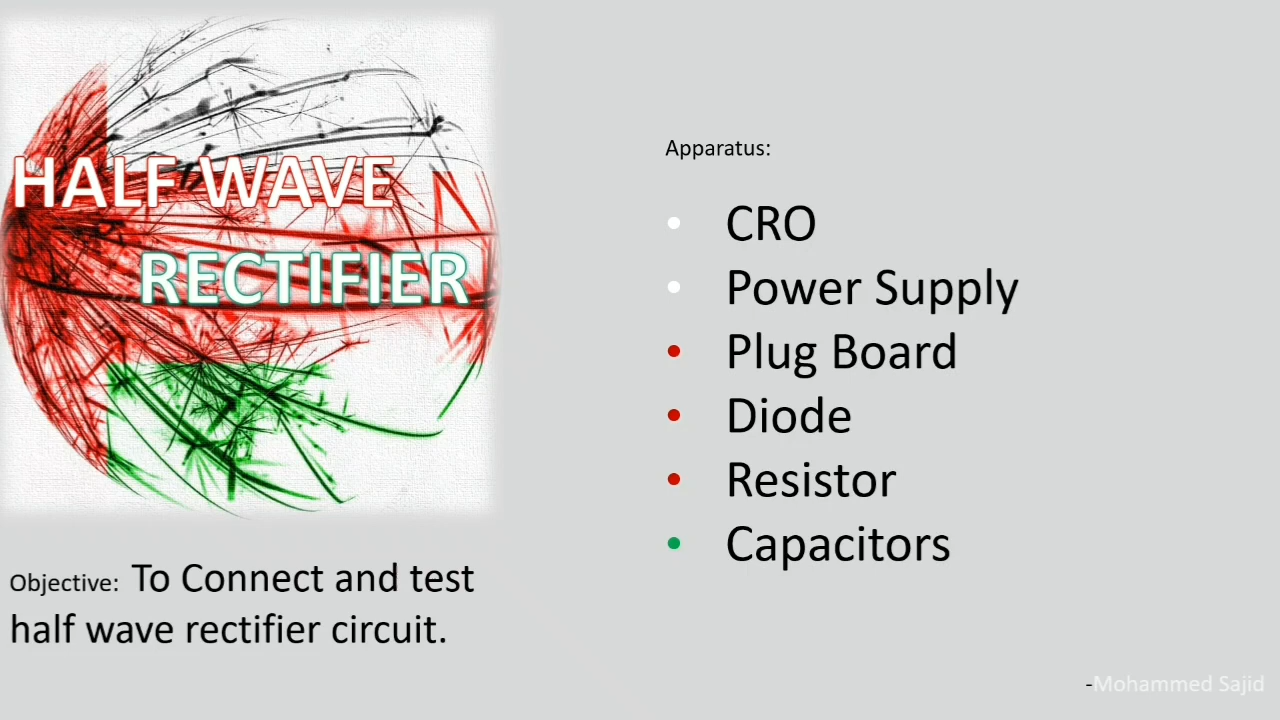 HALF WAVE
RECTIFIER
Objective: To Connect and test
half wave rectifier circuit.
Apparatus:
• CRO
• Power Supply
• Plug Board
• Diode
• Resistor
• Capacitors
-Mohammed Sajid